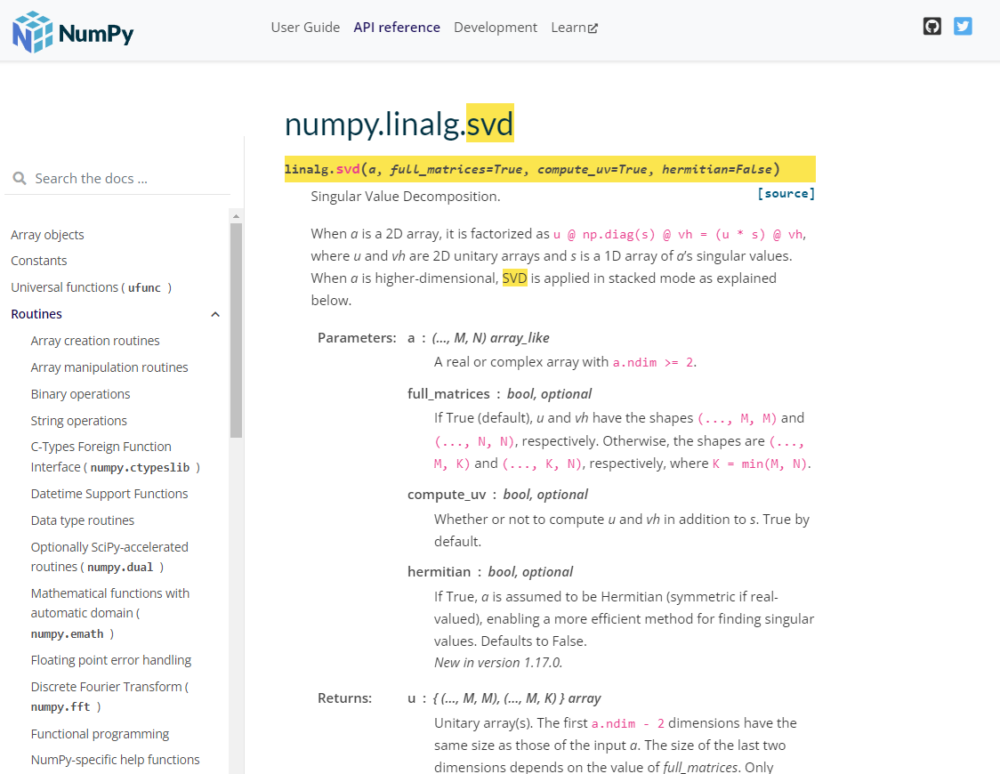 NumPy
User Guide API reference Development Learn
numpy.linalg.svd
linalg.svd(a, full_matrices=True, compute_uv=True, hermitian=False)
Singular Value Decomposition.
[source]
When a is a 2D array, it is factorized as u @ np.diag(s) @ vh = (u * s) @ vh,
where u and vh are 2D unitary arrays and s is a 1D array of a's singular values.
When a is higher-dimensional, SVD is applied in stacked mode as explained
below.
Parameters: a : (..., M, N) array_like
A real or complex array with a.ndim >= 2.
full_matrices : bool, optional
If True (default), u and vh have the shapes (..., M, M) and
(..., N, N), respectively. Otherwise, the shapes are (...,
M, K) and (..., K, N), respectively, where K = min(M, N).
compute_uv : bool, optional
Whether or not to compute u and vh in addition to s. True by
default.
hermitian : bool, optional
If True, a is assumed to be Hermitian (symmetric if real-
valued), enabling a more efficient method for finding singular
values. Defaults to False.
New in version 1.17.0.
Returns: u : { (..., M, M), (..., M, K) } array
Unitary array(s). The first a.ndim - 2 dimensions have the
same size as those of the input a. The size of the last two
dimensions depends on the value of full_matrices. Only
Search the docs ...
Array objects
Constants
Universal functions ( ufunc )
Routines
Array creation routines
Array manipulation routines
Binary operations
String operations
C-Types Foreign Function
Interface ( numpy.ctypeslib )
Datetime Support Functions
Data type routines
Optionally SciPy-accelerated
routines ( numpy.dual )
Mathematical functions with
automatic domain (
numpy.emath )
Floating point error handling
Discrete Fourier Transform (
numpy.fft )
Functional programming
NumPy-specific help functions